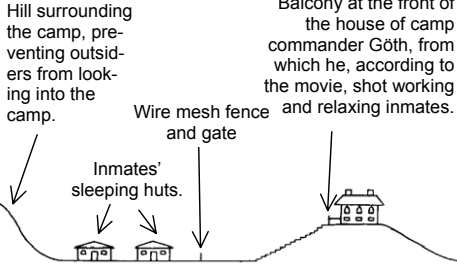 Hill surrounding
the camp, pre-
venting outsid-
ers from look-
ing into the
camp.
Balcony at the front of
the house of camp
commander Göth, from
which he, according to
the movie, shot working
and relaxing inmates.
Wire mesh fence
and gate
Inmates’
sleeping huts.